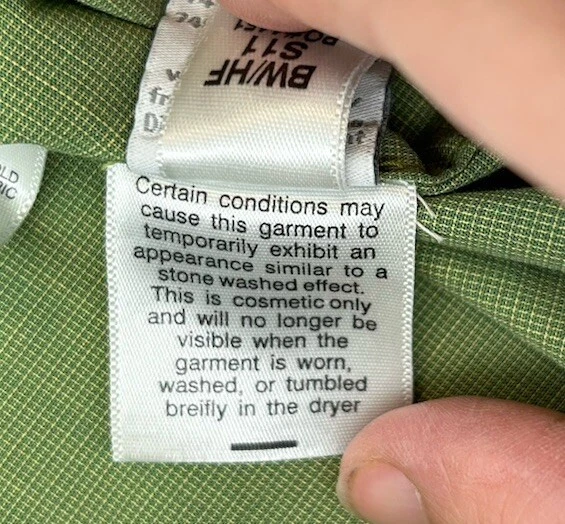 BW/HF
S11
Certain conditions may
cause this garment to
temporarily exhibit an
appearance similar to a
stone washed effect.
This is cosmetic only
and will no longer be
visible when the
garment is worn,
washed, or tumbled
breifly in the dryer